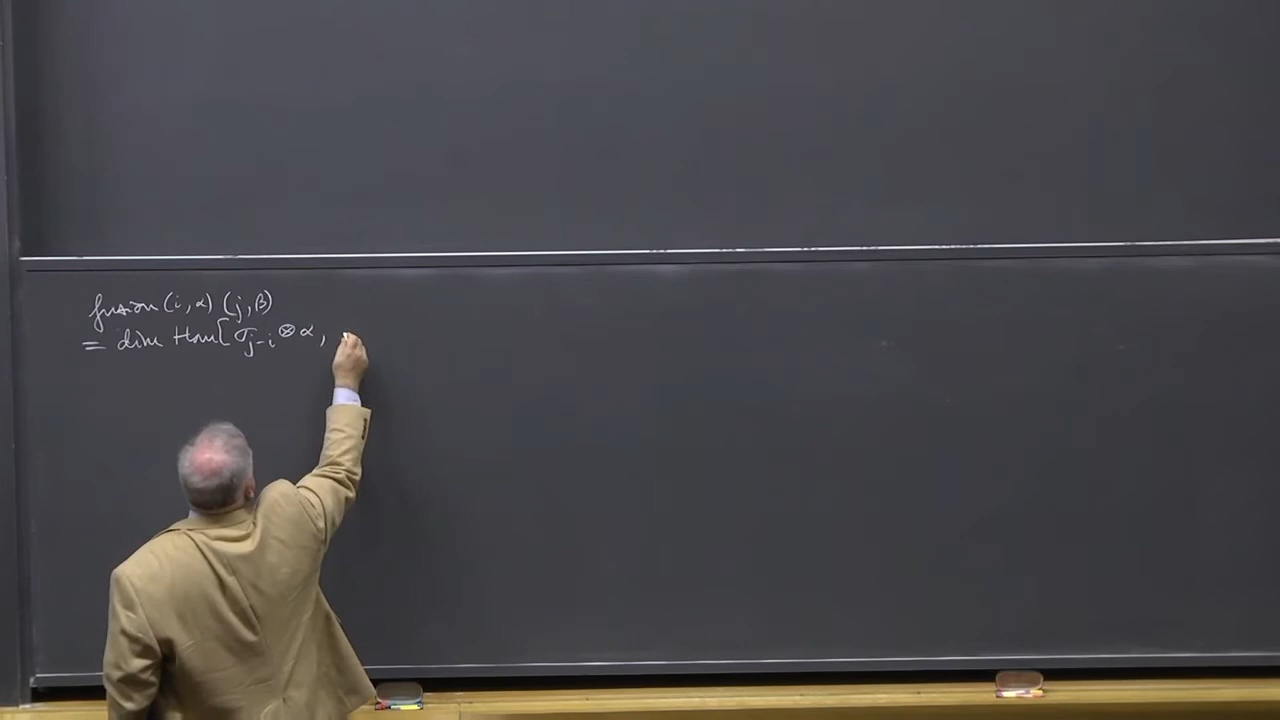 fusion (i, α) (j, β)
= dim Hom [σ_{j-i} ⊗ α,